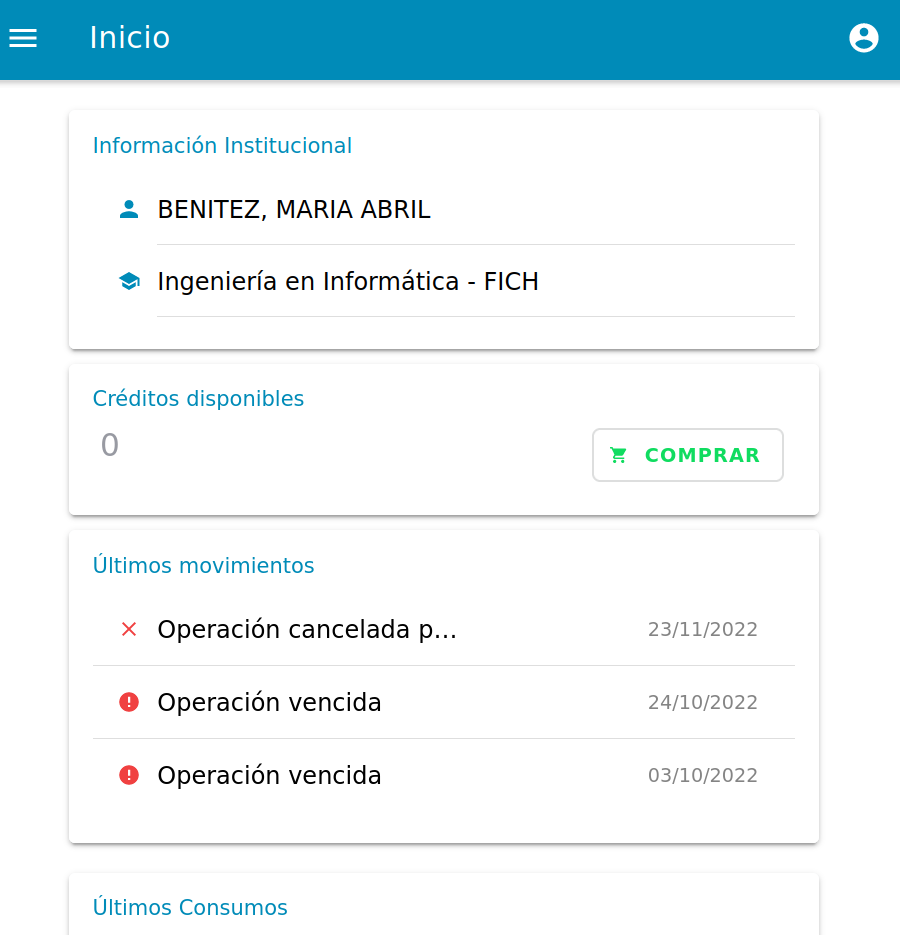 Inicio
Información Institucional
BENITEZ, MARIA ABRIL
Ingeniería en Informática - FICH
Créditos disponibles
0
COMPRAR
Últimos movimientos
Operación cancelada p... 23/11/2022
Operación vencida 24/10/2022
Operación vencida 03/10/2022
Últimos Consumos